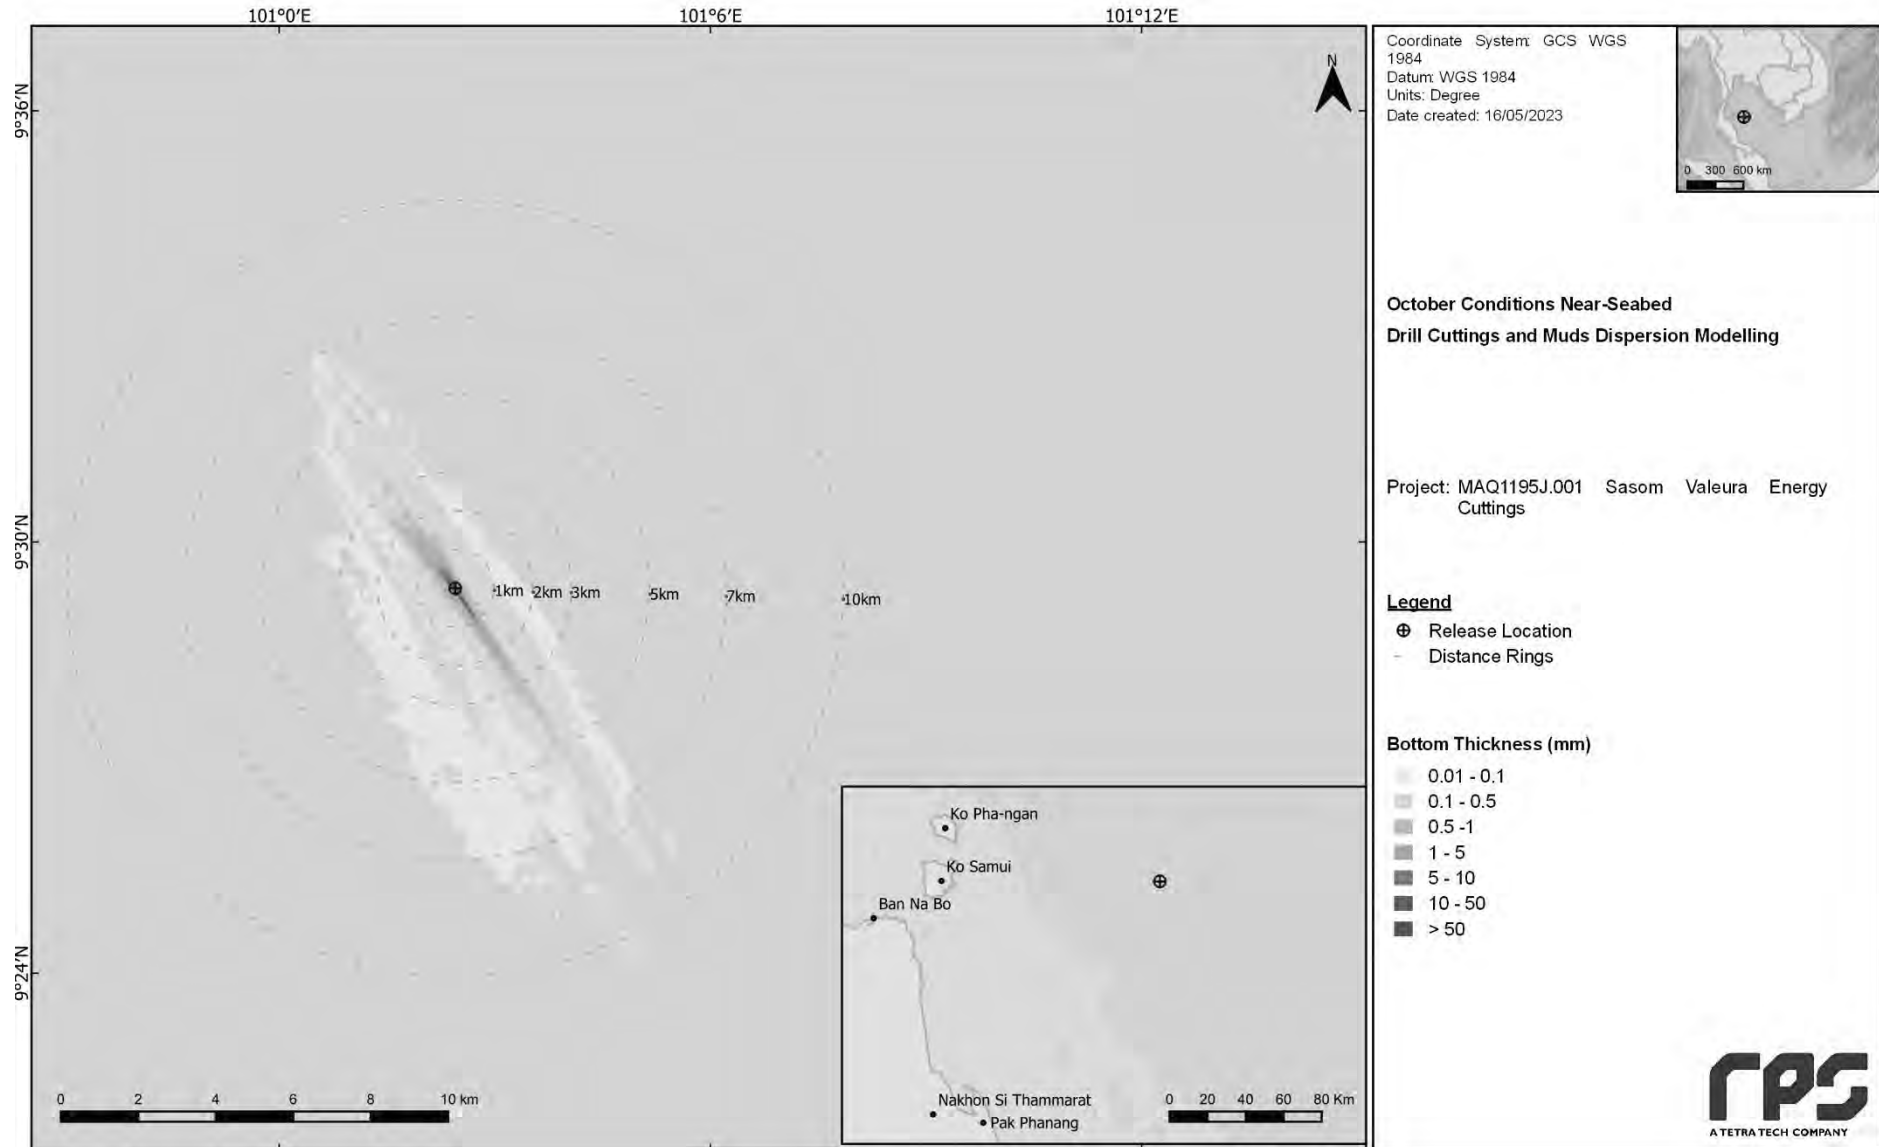 101°0'E
101°6'E
101°12'E
9°36'N
9°30'N
9°24'N
N
1km
2km
3km
5km
7km
10km
0 2 4 6 8 10 km
Ko Pha-ngan
Ko Samui
Ban Na Bo
Nakhon Si Thammarat
Pak Phanang
0 20 40 60 80 Km
Coordinate System: GCS WGS
1984
Datum: WGS 1984
Units: Degree
Date created: 16/05/2023
0 300 600 km
October Conditions Near-Seabed
Drill Cuttings and Muds Dispersion Modelling
Project: MAQ1195J.001 Sasom Valeura Energy
Cuttings
Legend
Release Location
Distance Rings
Bottom Thickness (mm)
0.01 - 0.1
0.1 - 0.5
0.5 -1
1 - 5
5 - 10
10 - 50
> 50
rps
A TETRA TECH COMPANY